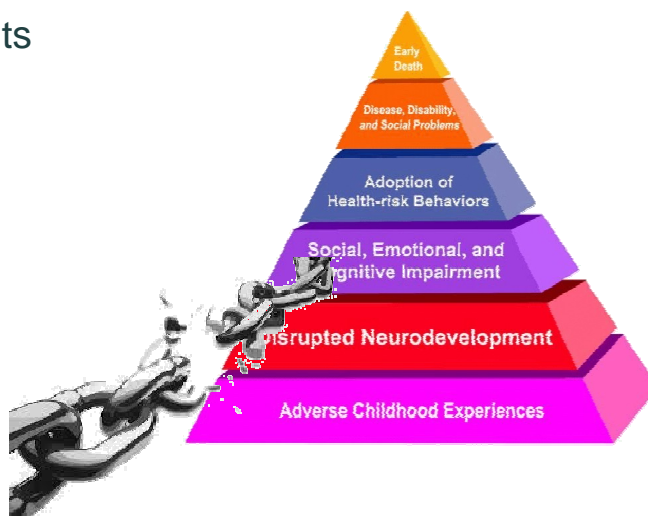 ts
Early
Death
Disease, Disability,
and Social Problems
Adoption of
Health-risk Behaviors
Social, Emotional, and
gnitive Impairment
isrupted Neurodevelopment
Adverse Childhood Experiences